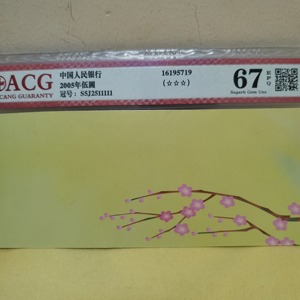 ACG
CANG GUARANTY
中国人民银行
2005年伍圆
冠号：S5J2511111
16195719
(☆☆☆)
67
EPQ
Superb Gem Unc